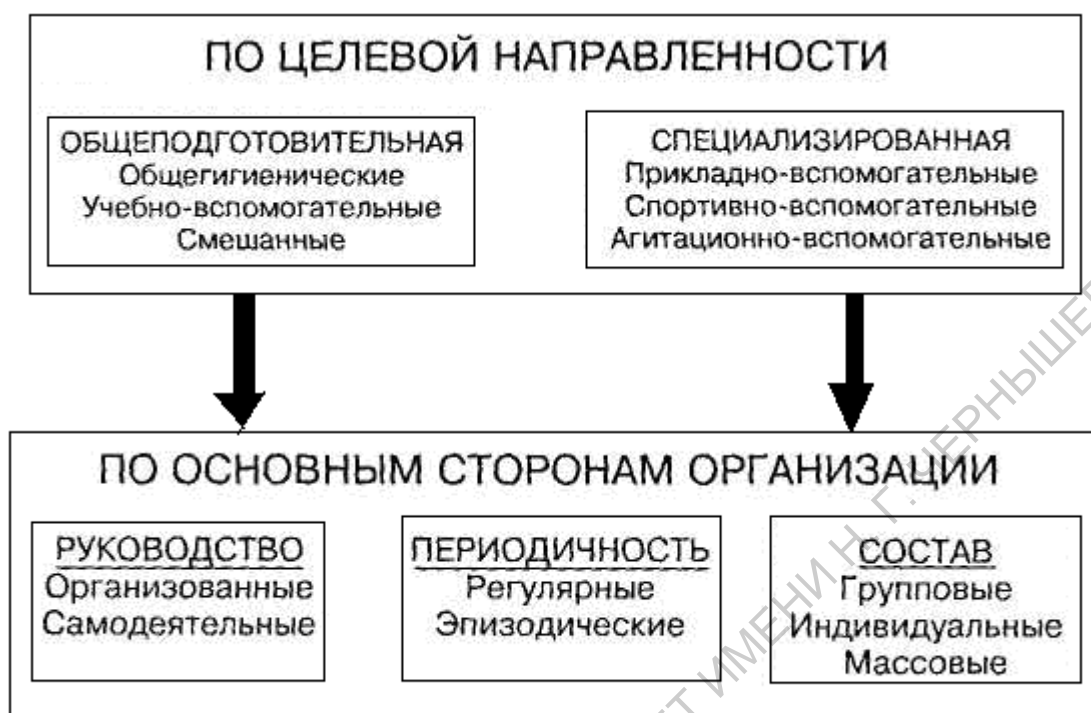 ПО ЦЕЛЕВОЙ НАПРАВЛЕННОСТИ
ОБЩЕПОДГОТОВИТЕЛЬНАЯ
Общегигиенические
Учебно-вспомогательные
Смешанные
СПЕЦИАЛИЗИРОВАННАЯ
Прикладно-вспомогательные
Спортивно-вспомогательные
Агитационно-вспомогательные
ПО ОСНОВНЫМ СТОРОНАМ ОРГАНИЗАЦИИ
РУКОВОДСТВО
Организованные
Самодеятельные
ПЕРИОДИЧНОСТЬ
Регулярные
Эпизодические
СОСТАВ
Групповые
Индивидуальные
Массовые
ИМЕНИ Н. Г.